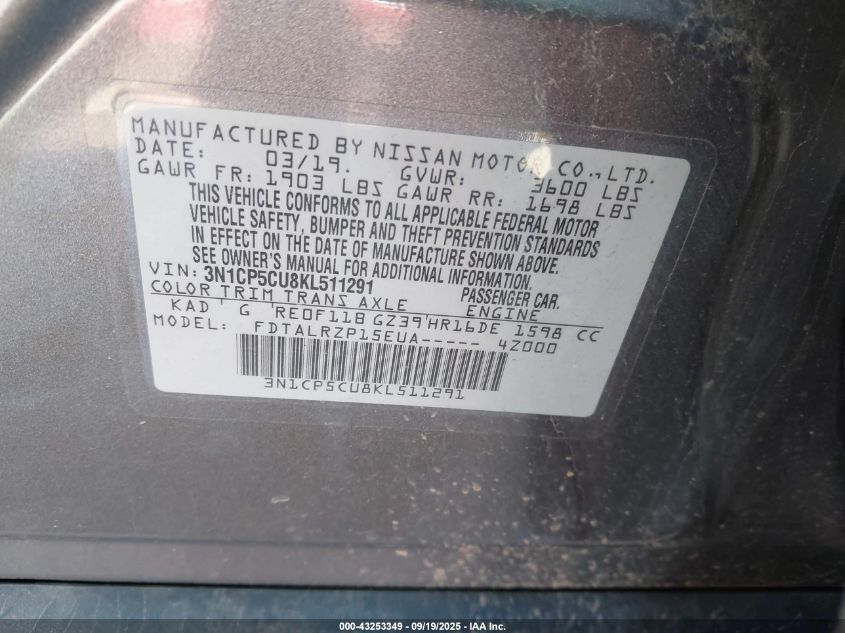 MANUFACTURED BY NISSAN MOTOR CO., LTD.
DATE: 03/19. GVWR: 3600 LBS
GAWR FR: 1903 LBS GAWR RR: 1698 LBS
THIS VEHICLE CONFORMS TO ALL APPLICABLE FEDERAL MOTOR
VEHICLE SAFETY, BUMPER AND THEFT PREVENTION STANDARDS
IN EFFECT ON THE DATE OF MANUFACTURE SHOWN ABOVE.
SEE OWNER'S MANUAL FOR ADDITIONAL INFORMATION.
VIN: 3N1CP5CU8KL511291 PASSENGER CAR.
COLOR TRIM TRANS AXLE ENGINE
KAD ' G 'RE0F11B GZ39'HR16DE 1598 CC
MODEL: FDTALRZP15EUA----- 4Z000
3N1CP5CU8KL511291
000-43253349 - 09/19/2025 - IAA Inc.